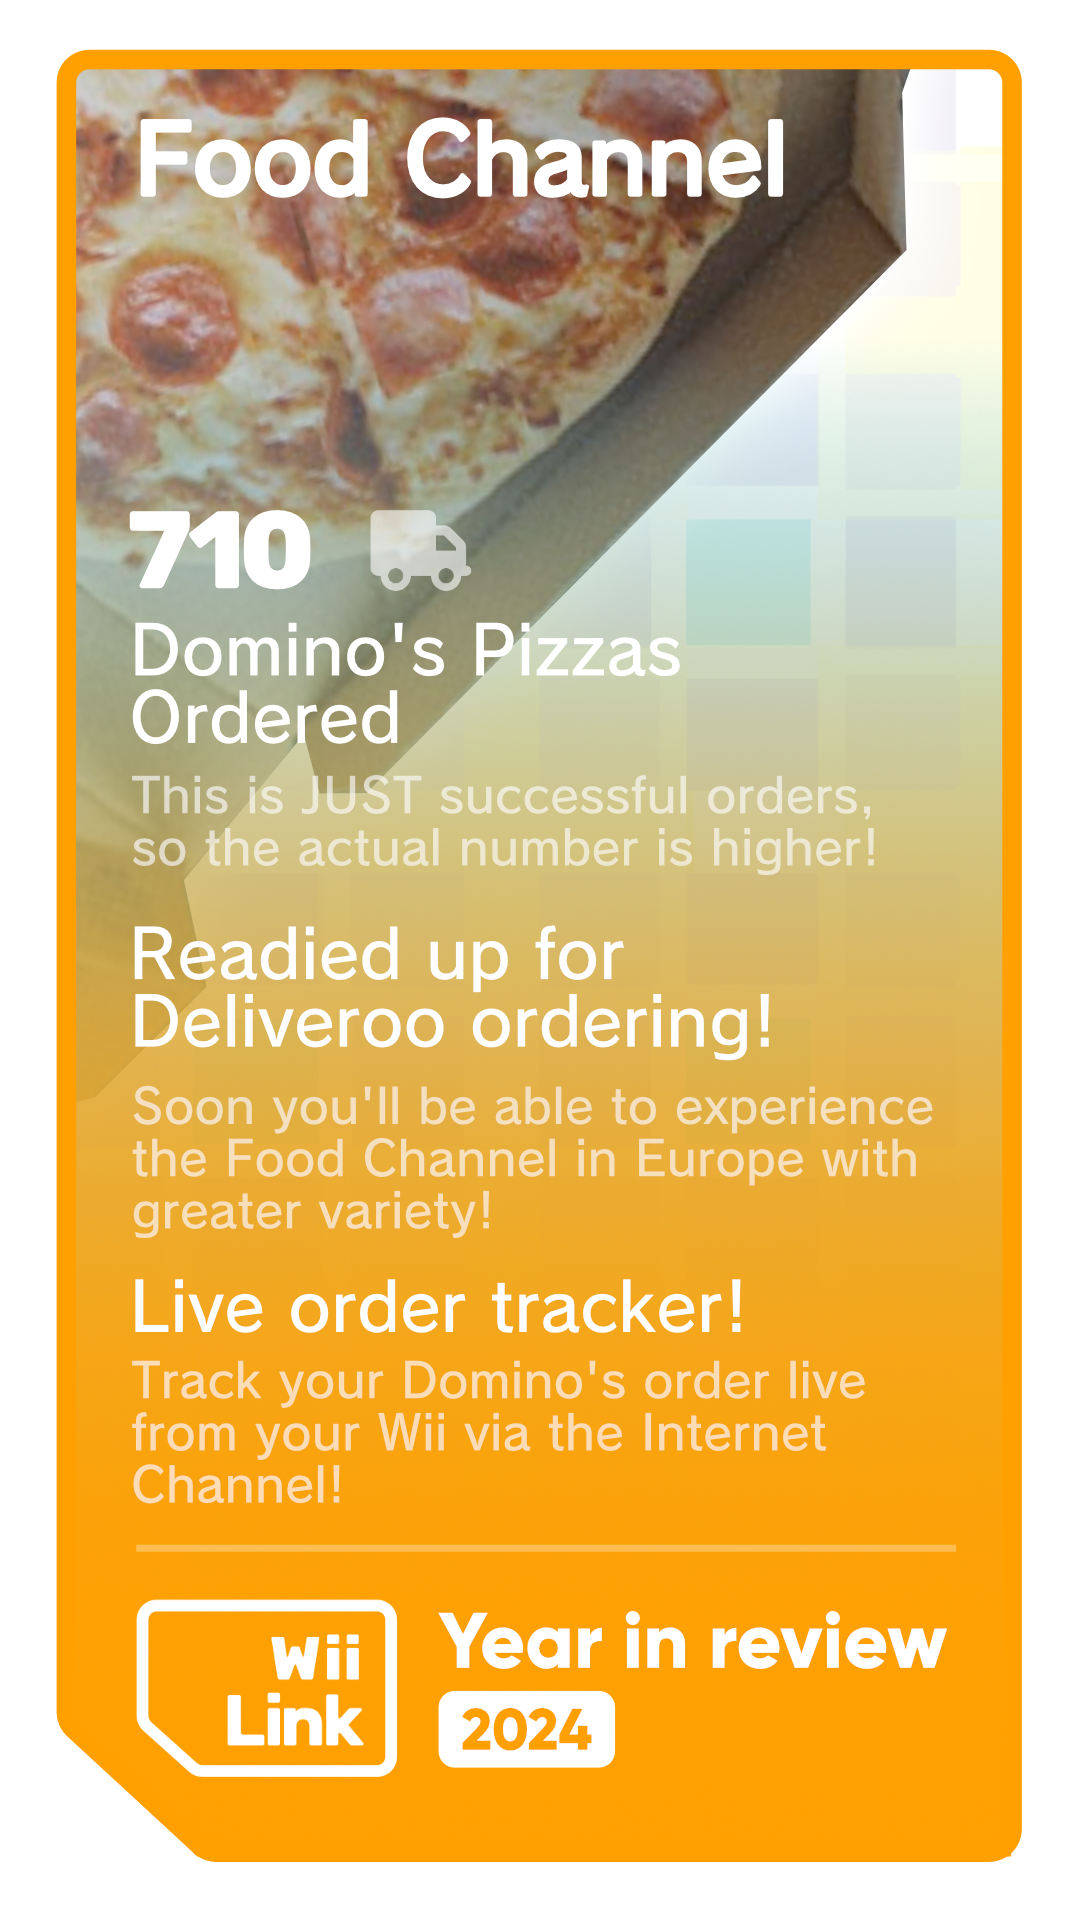 Food Channel
710
Domino's Pizzas
Ordered
This is JUST successful orders,
so the actual number is higher!
Readied up for
Deliveroo ordering!
Soon you'll be able to experience
the Food Channel in Europe with
greater variety!
Live order tracker!
Track your Domino's order live
from your Wii via the Internet
Channel!
Wii
Link
Year in review
2024